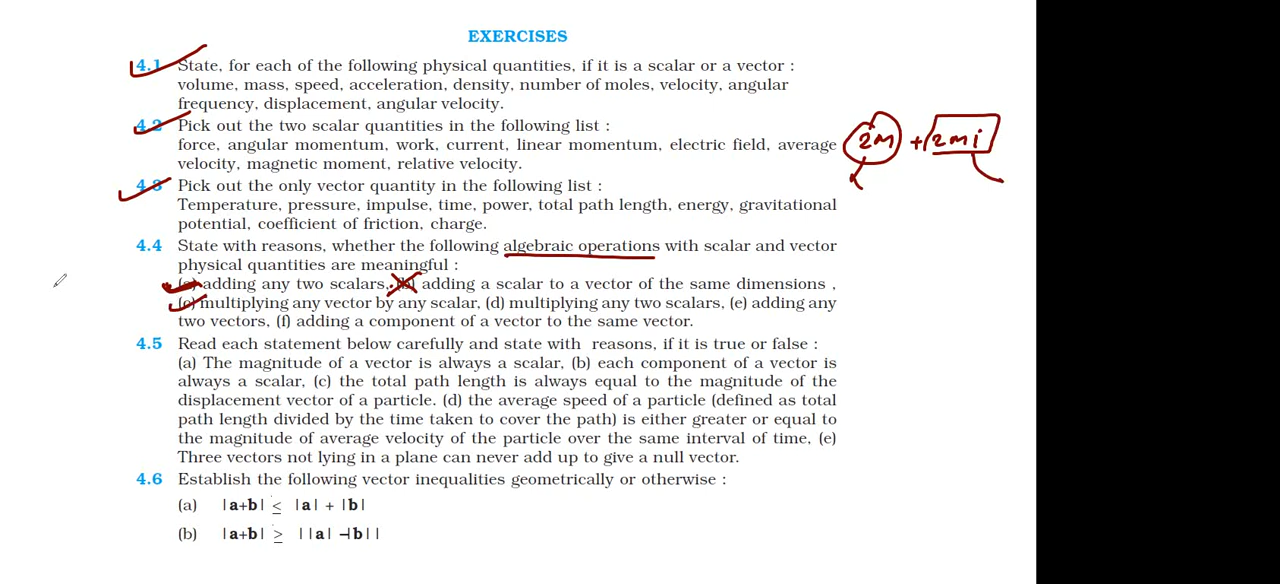 EXERCISES
4.1 State, for each of the following physical quantities, if it is a scalar or a vector :
volume, mass, speed, acceleration, density, number of moles, velocity, angular
frequency, displacement, angular velocity.
4.2 Pick out the two scalar quantities in the following list :
force, angular momentum, work, current, linear momentum, electric field, average
velocity, magnetic moment, relative velocity.
2m + 2mi
4.3 Pick out the only vector quantity in the following list :
Temperature, pressure, impulse, time, power, total path length, energy, gravitational
potential, coefficient of friction, charge.
4.4 State with reasons, whether the following algebraic operations with scalar and vector
physical quantities are meaningful :
(a) adding any two scalars, (b) adding a scalar to a vector of the same dimensions ,
(c) multiplying any vector by any scalar, (d) multiplying any two scalars, (e) adding any
two vectors, (f) adding a component of a vector to the same vector.
4.5 Read each statement below carefully and state with reasons, if it is true or false :
(a) The magnitude of a vector is always a scalar, (b) each component of a vector is
always a scalar, (c) the total path length is always equal to the magnitude of the
displacement vector of a particle. (d) the average speed of a particle (defined as total
path length divided by the time taken to cover the path) is either greater or equal to
the magnitude of average velocity of the particle over the same interval of time, (e)
Three vectors not lying in a plane can never add up to give a null vector.
4.6 Establish the following vector inequalities geometrically or otherwise :
(a) |a+b| ≤ |a| + |b|
(b) |a+b| ≥ ||a| −|b||